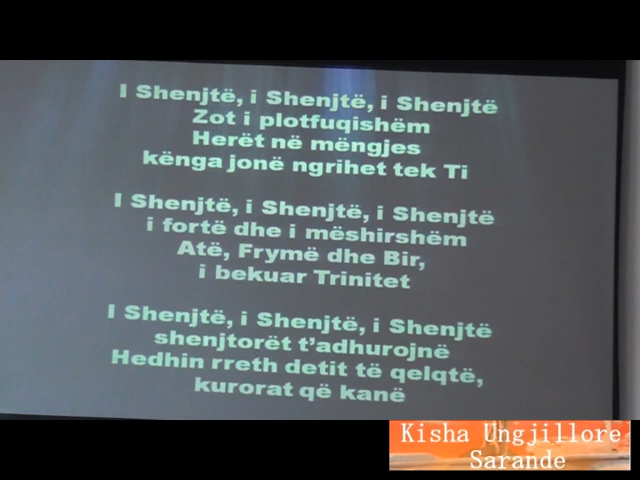 I Shenjtë, i Shenjtë, i Shenjtë
Zot i plotfuqishëm
Herët në mëngjes
kënga jonë ngrihet tek Ti
I Shenjtë, i Shenjtë, i Shenjtë
i fortë dhe i mëshirshëm
Atë, Frymë dhe Bir,
i bekuar Trinitet
I Shenjtë, i Shenjtë, i Shenjtë
shenjtorët t'adhurojnë
Hedhin rreth detit të qelqtë,
kurorat që kanë
Kisha Ungjillore
Sarande